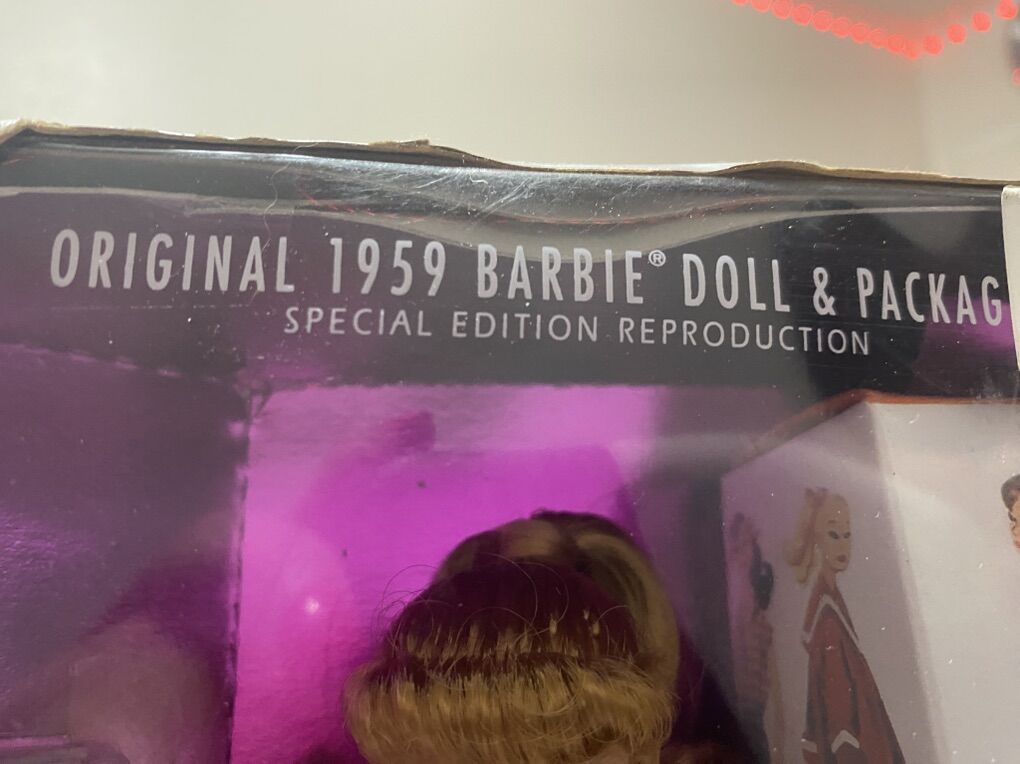 ORIGINAL 1959 BARBIE® DOLL & PACKAG
SPECIAL EDITION REPRODUCTION